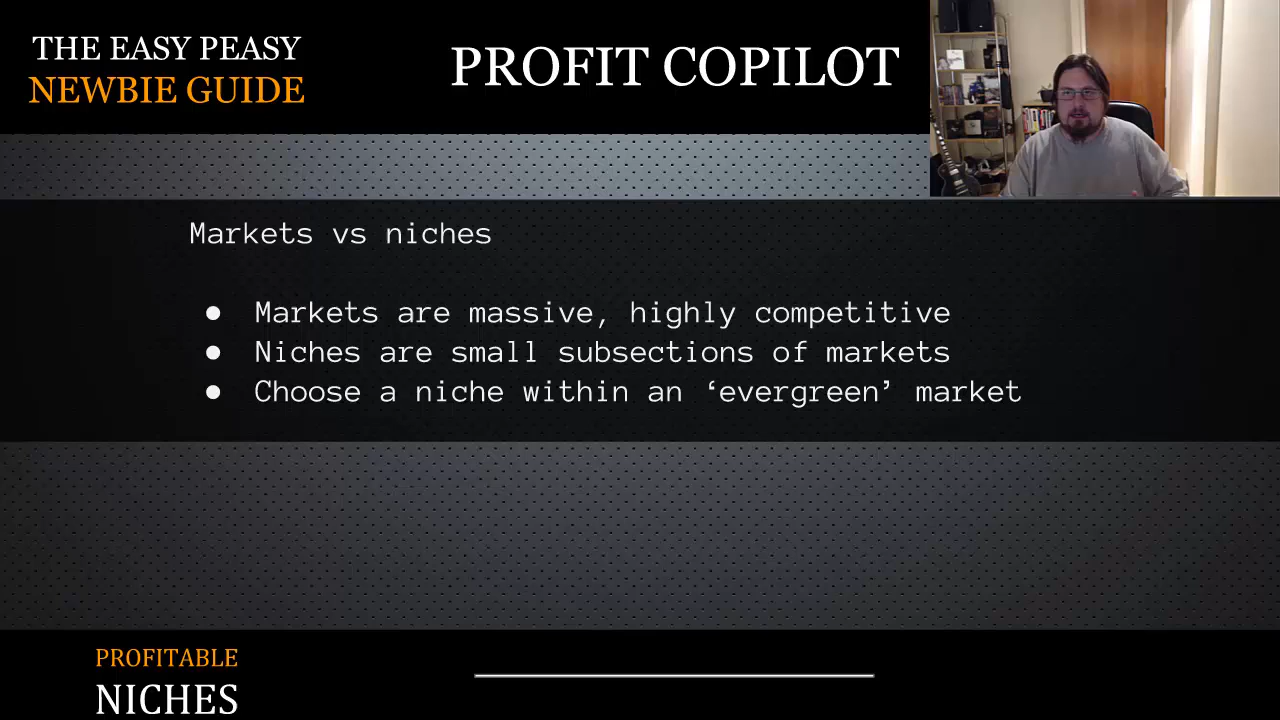 THE EASY PEASY
NEWBIE GUIDE
PROFIT COPILOT
Markets vs niches
● Markets are massive, highly competitive
● Niches are small subsections of markets
● Choose a niche within an ‘evergreen’ market
PROFITABLE
NICHES